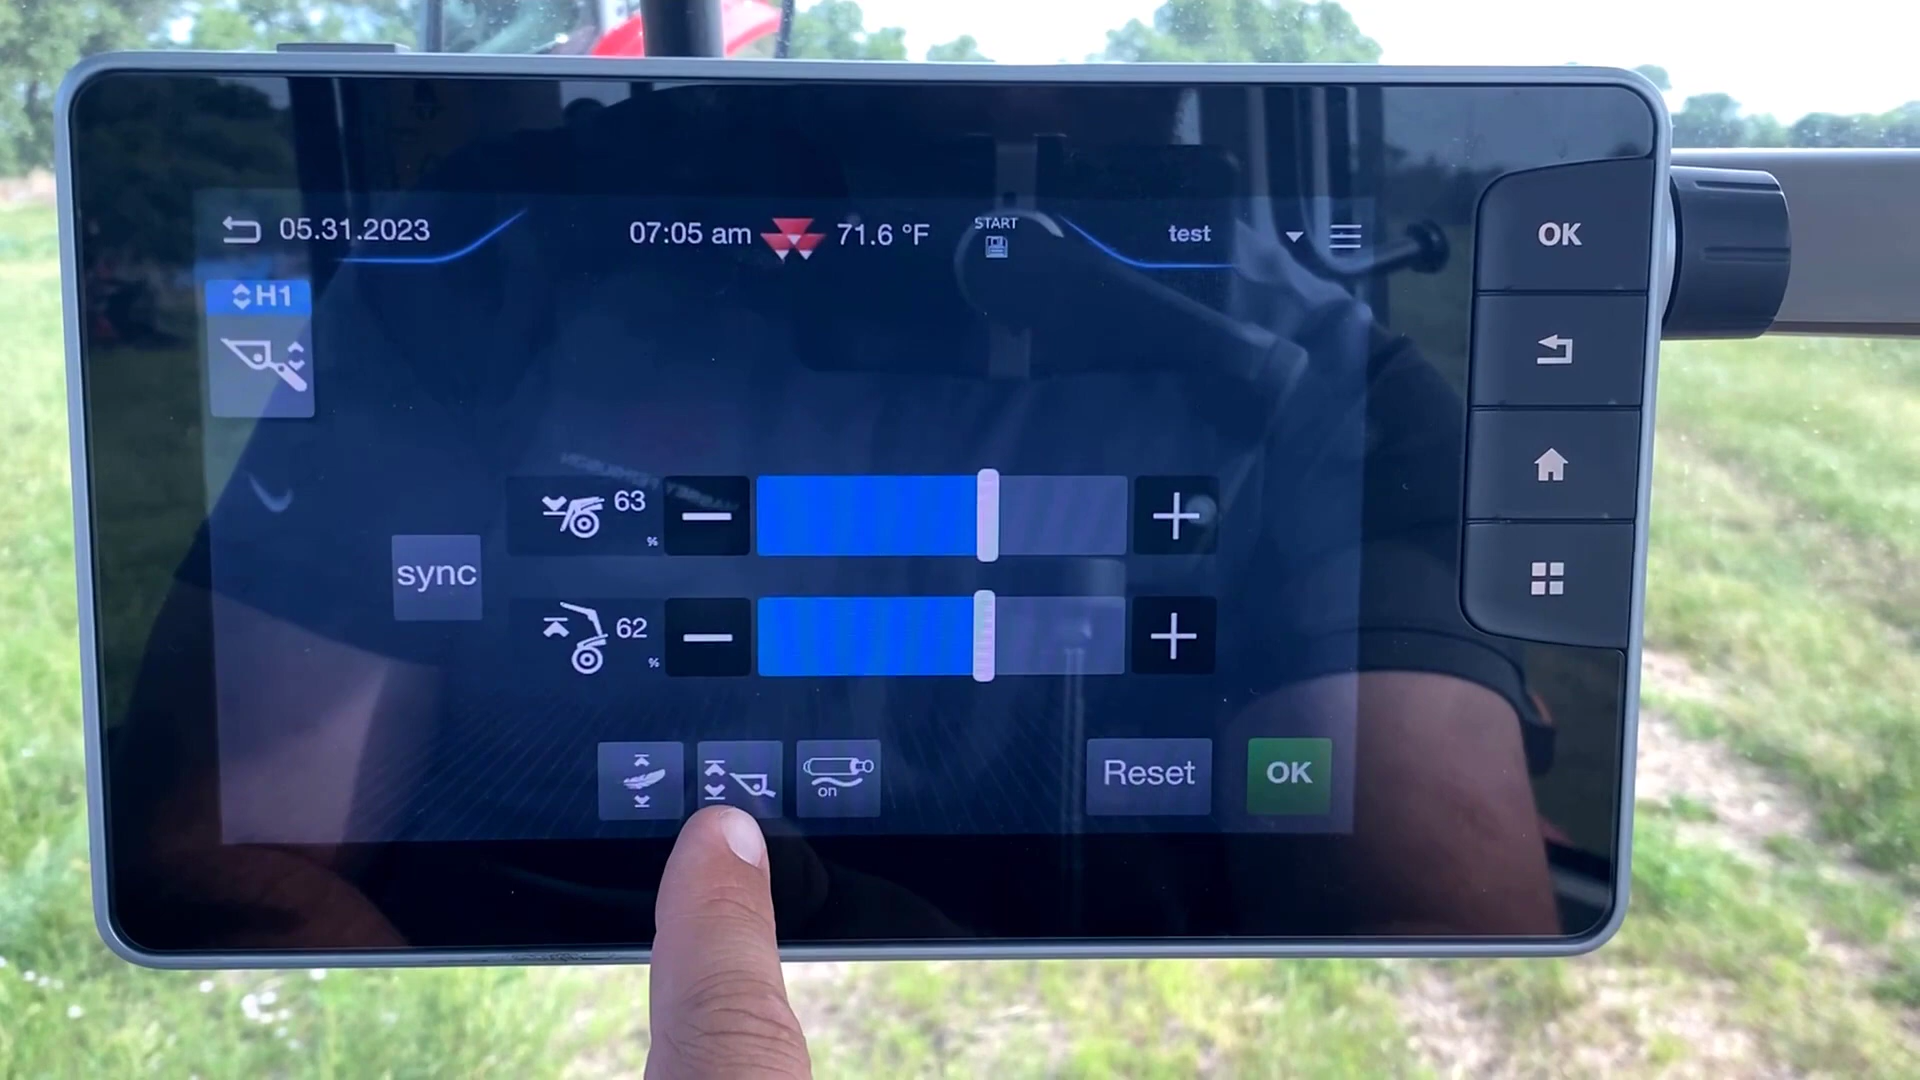 05.31.2023
07:05 am
71.6 °F
START
test
OK
H1
63
%
sync
62
%
on
Reset
OK